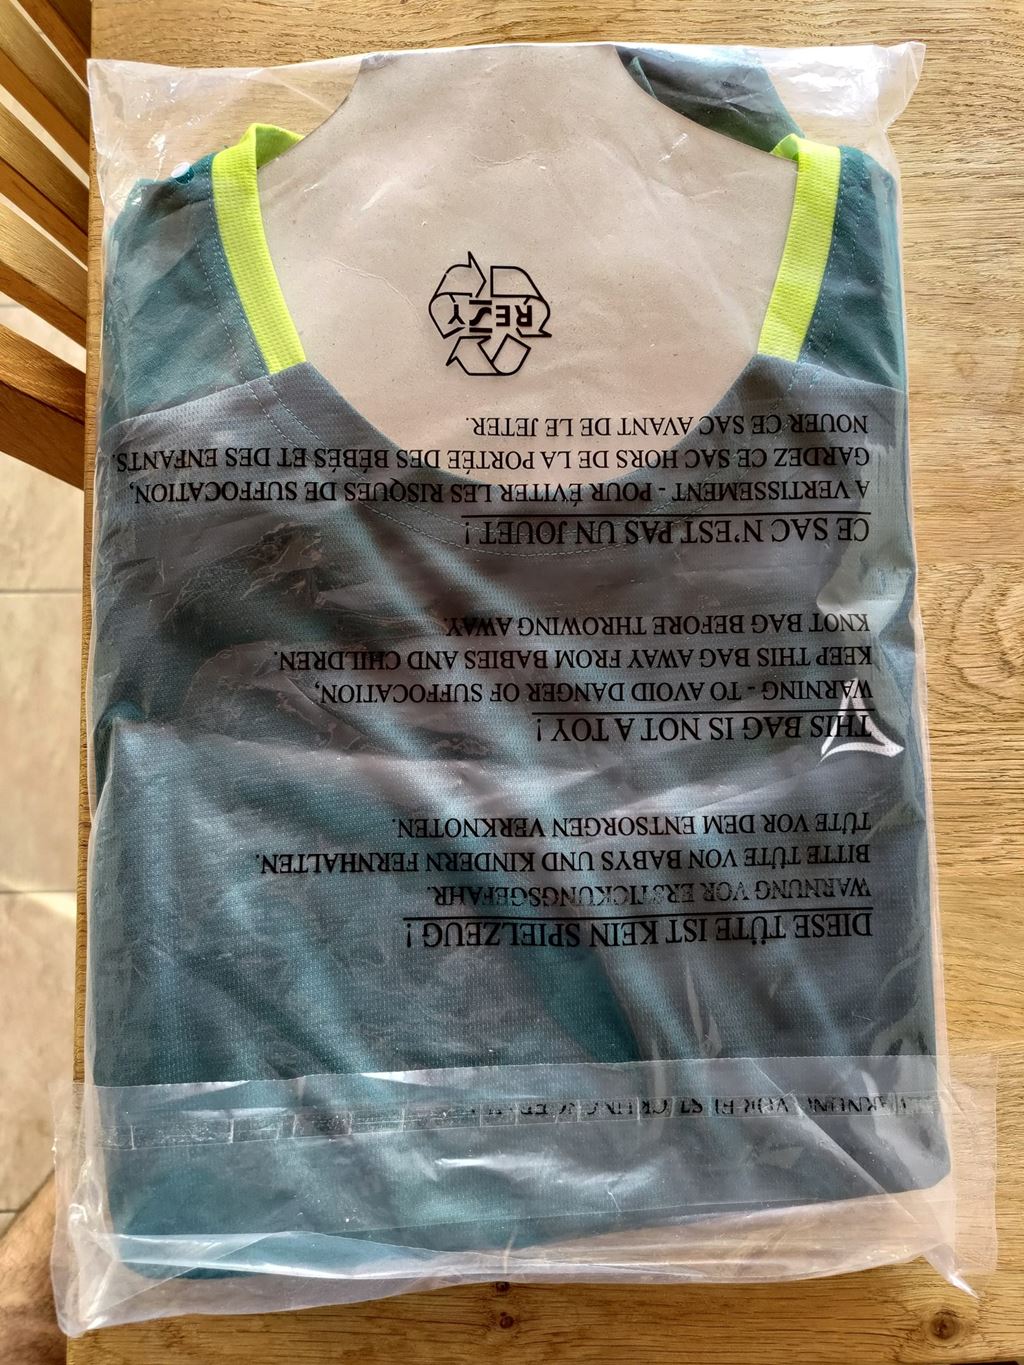 DIESE TÜTE IST KEIN SPIELZEUG !
WARNUNG VOR ERSTICKUNGSGEFAHR.
BITTE TÜTE VON BABYS UND KINDERN FERNHALTEN.
TÜTE VOR DEM ENTSORGEN VERKNOTEN.
THIS BAG IS NOT A TOY !
WARNING - TO AVOID DANGER OF SUFFOCATION,
KEEP THIS BAG AWAY FROM BABIES AND CHILDREN.
KNOT BAG BEFORE THROWING AWAY.
CE SAC N'EST PAS UN JOUET !
A VERTISSEMENT - POUR ÉVITER LES RISQUES DE SUFFOCATION,
GARDEZ CE SAC HORS DE LA PORTÉE DES BÉBÉS ET DES ENFANTS.
NOUER CE SAC AVANT DE LE JETER.
RESY